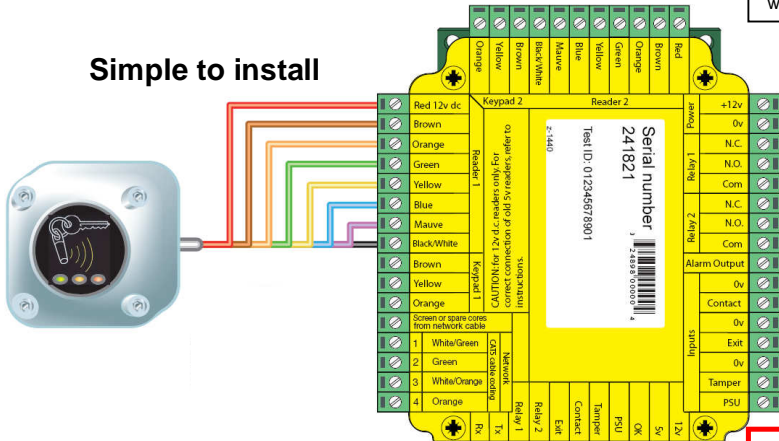 W
Simple to install
Orange
Yellow
Brown
Black/White
Mauve
Blue
Yellow
Green
Orange
Brown
Red
Keypad 2
Reader 2
Red 12v dc
Brown
Orange
Green
Yellow
Blue
Mauve
Black/White
Reader 1
Brown
Yellow
Orange
Keypad 1
Screen or spare cores
from network cable
1 White/Green
2 Green
3 White/Orange
4 Orange
CAT5 cable coding
Network
CAUTION: For 12v d.c. readers only. For
correct connection of old 5v readers, refer to
instructions.
Serial number
241821
3 24898 00000 4
Test ID: 012345678901
z-1440
Power
+12v
0v
Relay 1
N.C.
N.O.
Com
Relay 2
N.C.
N.O.
Com
Alarm Output
Inputs
0v
Contact
0v
Exit
0v
Tamper
PSU
Rx
Tx
Relay 1
Relay 2
Exit
Contact
Tamper
PSU
OK
5v
12v